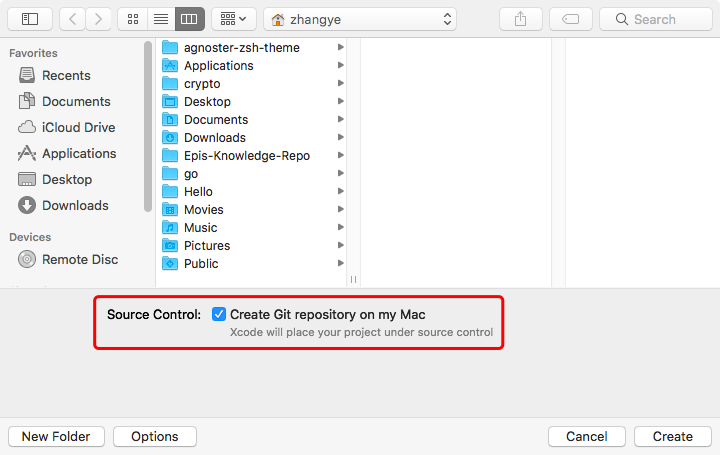 zhangye
Search
Favorites
Recents
Documents
iCloud Drive
Applications
Desktop
Downloads
Devices
Remote Disc
agnoster-zsh-theme
Applications
crypto
Desktop
Documents
Downloads
Epis-Knowledge-Repo
go
Hello
Movies
Music
Pictures
Public
Source Control: Create Git repository on my Mac
Xcode will place your project under source control
New Folder Options Cancel Create